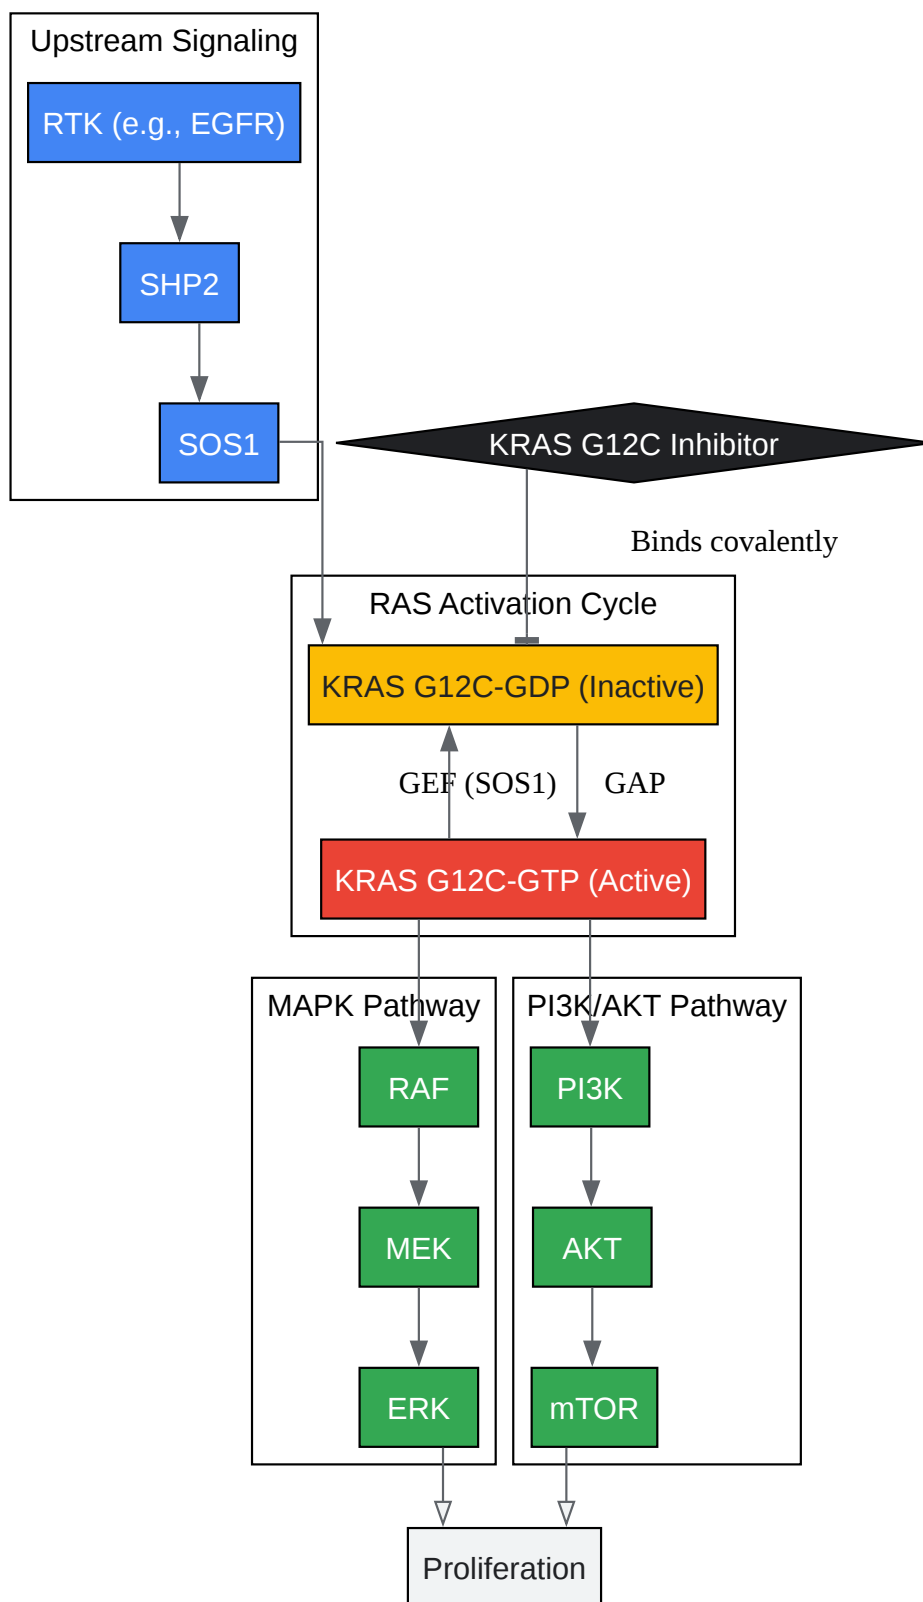 Upstream Signaling
RTK (e.g., EGFR)
SHP2
SOS1
KRAS G12C Inhibitor
Binds covalently
RAS Activation Cycle
KRAS G12C-GDP (Inactive)
GEF (SOS1)
GAP
KRAS G12C-GTP (Active)
MAPK Pathway
PI3K/AKT Pathway
RAF
PI3K
MEK
AKT
ERK
mTOR
Proliferation